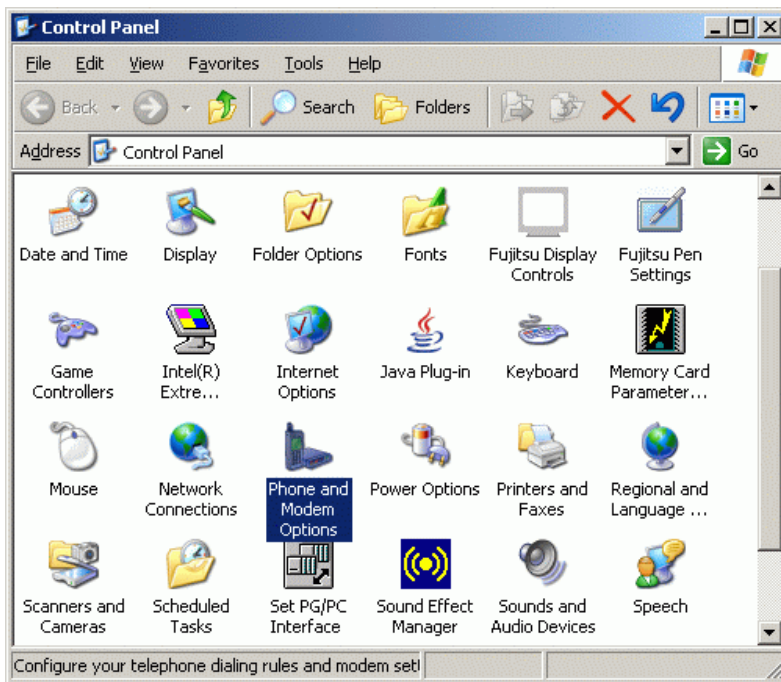 Control Panel
File Edit View Favorites Tools Help
Back Search Folders
Address Control Panel Go
Date and Time Display Folder Options Fonts Fujitsu Display Controls Fujitsu Pen Settings
Game Controllers Intel(R) Extre... Internet Options Java Plug-in Keyboard Memory Card Parameter...
Mouse Network Connections Phone and Modem Options Power Options Printers and Faxes Regional and Language ...
Scanners and Cameras Scheduled Tasks Set PG/PC Interface Sound Effect Manager Sounds and Audio Devices Speech
Configure your telephone dialing rules and modem sett